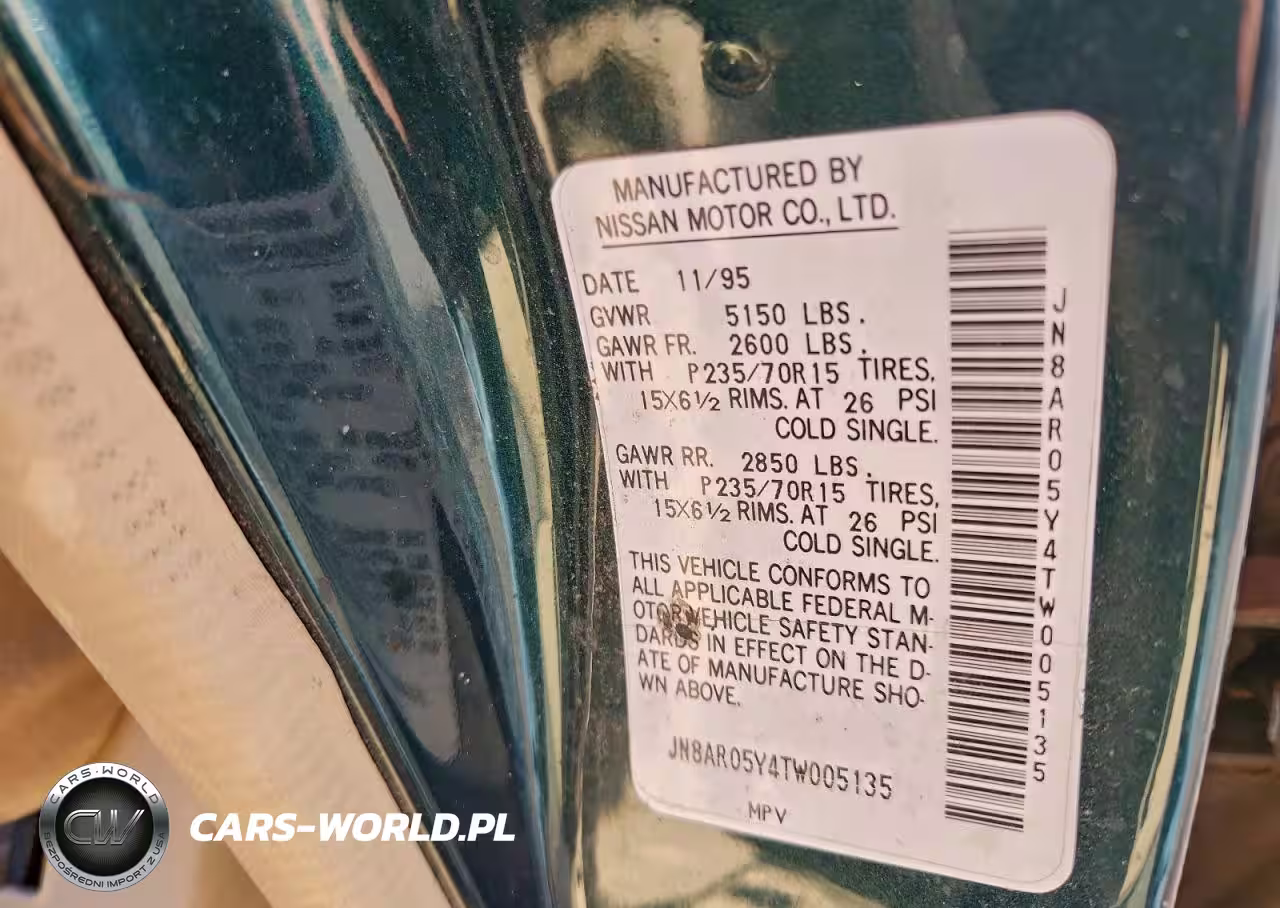 MANUFACTURED BY
NISSAN MOTOR CO., LTD.
DATE 11/95
GVWR 5150 LBS.
GAWR FR. 2600 LBS.
WITH P235/70R15 TIRES,
15X6½ RIMS. AT 26 PSI
COLD SINGLE.
GAWR RR. 2850 LBS.
WITH P235/70R15 TIRES,
15X6½ RIMS. AT 26 PSI
COLD SINGLE.
THIS VEHICLE CONFORMS TO
ALL APPLICABLE FEDERAL M-
OTOR VEHICLE SAFETY STAN-
DARDS IN EFFECT ON THE D-
ATE OF MANUFACTURE SHO-
WN ABOVE.
JN8AR05Y4TW005135
MPV
JN8AR05Y4TW005135
CARS-WORLD
CW
BEZPOŚREDNI IMPORT Z USA
CARS-WORLD.PL